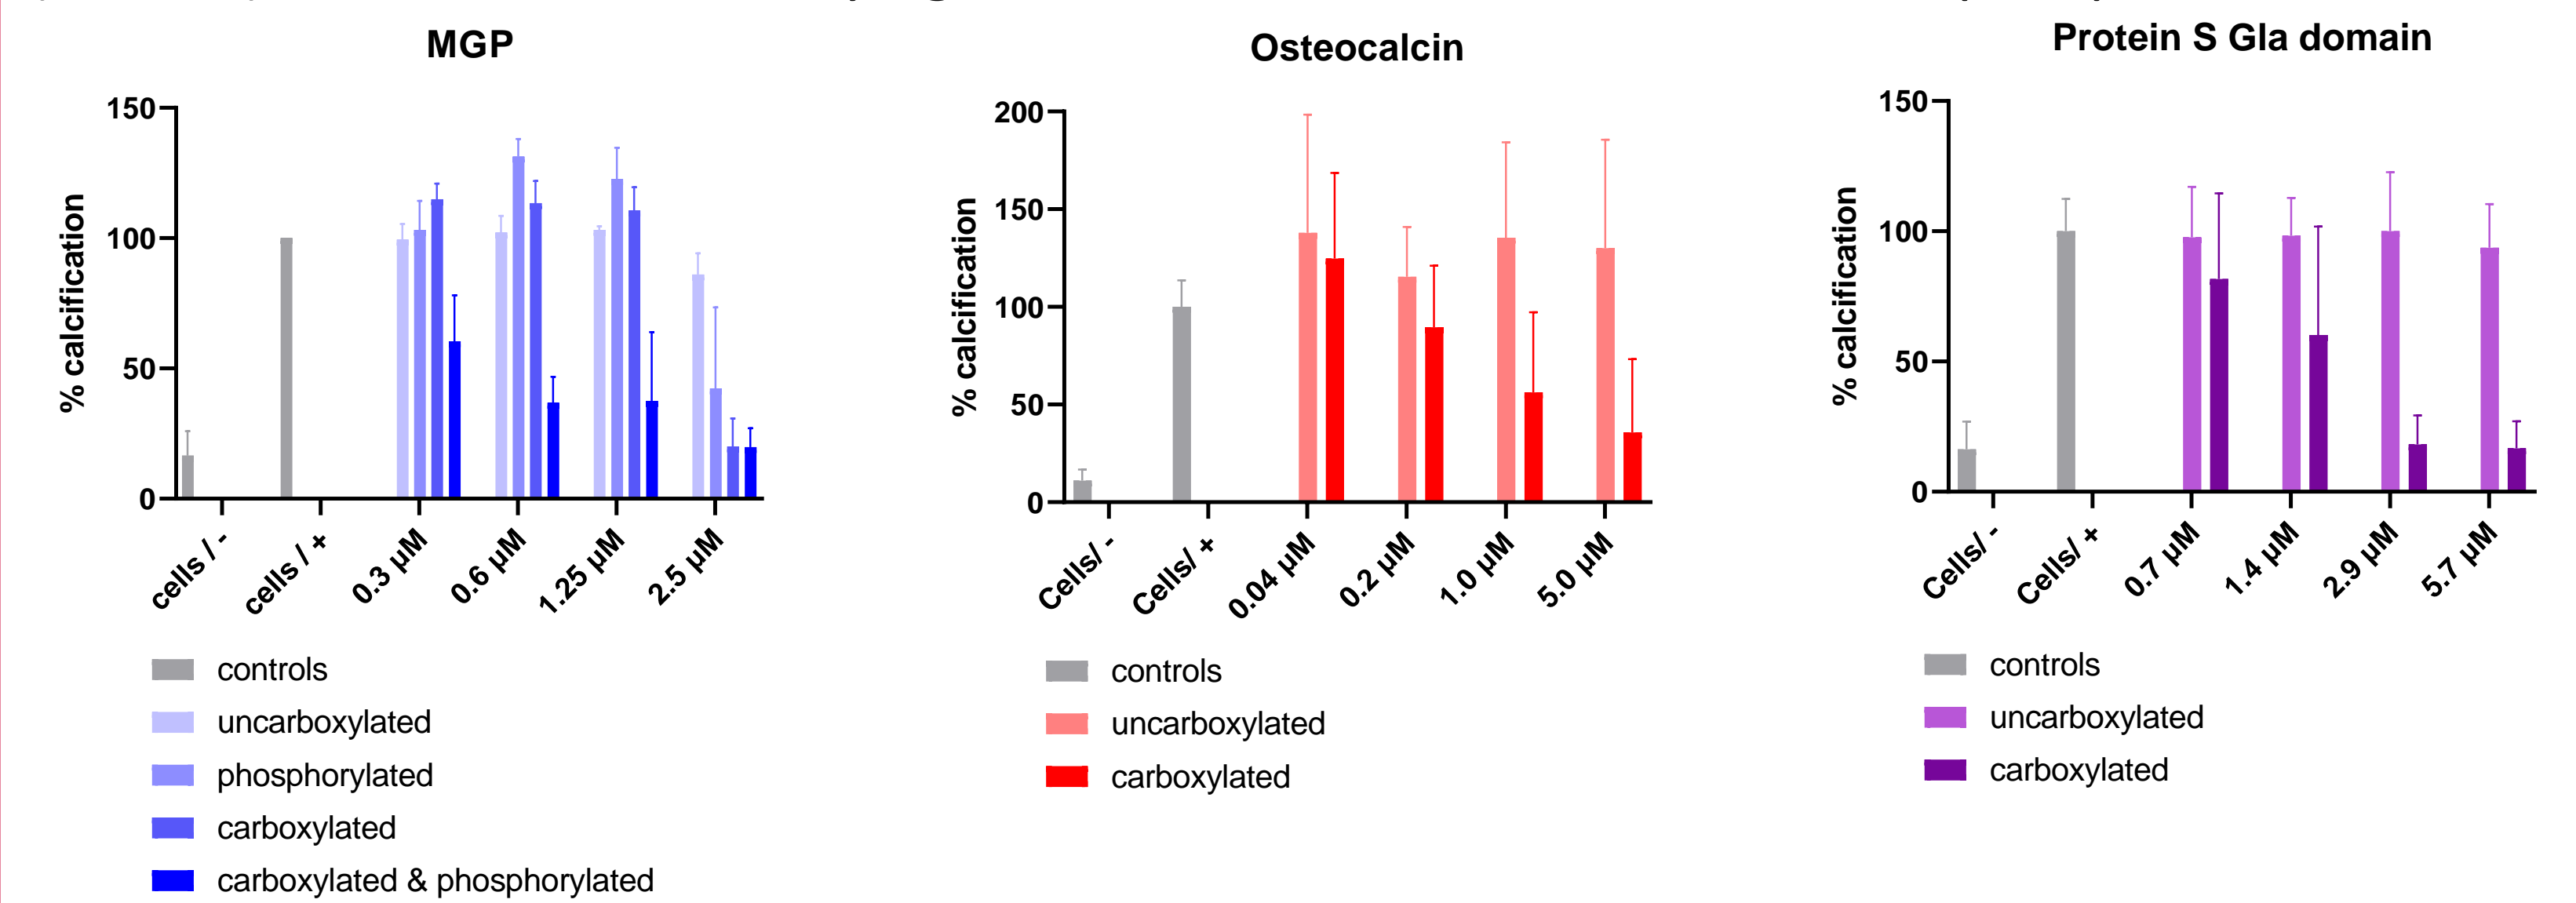 MGP
% calcification
150
100
50
0
cells / -
cells / +
0.3 µM
0.6 µM
1.25 µM
2.5 µM
controls
uncarboxylated
phosphorylated
carboxylated
carboxylated & phosphorylated
Osteocalcin
% calcification
200
150
100
50
0
Cells/ -
Cells/ +
0.04 µM
0.2 µM
1.0 µM
5.0 µM
controls
uncarboxylated
carboxylated
Protein S Gla domain
% calcification
150
100
50
0
Cells/ -
Cells/ +
0.7 µM
1.4 µM
2.9 µM
5.7 µM
controls
uncarboxylated
carboxylated